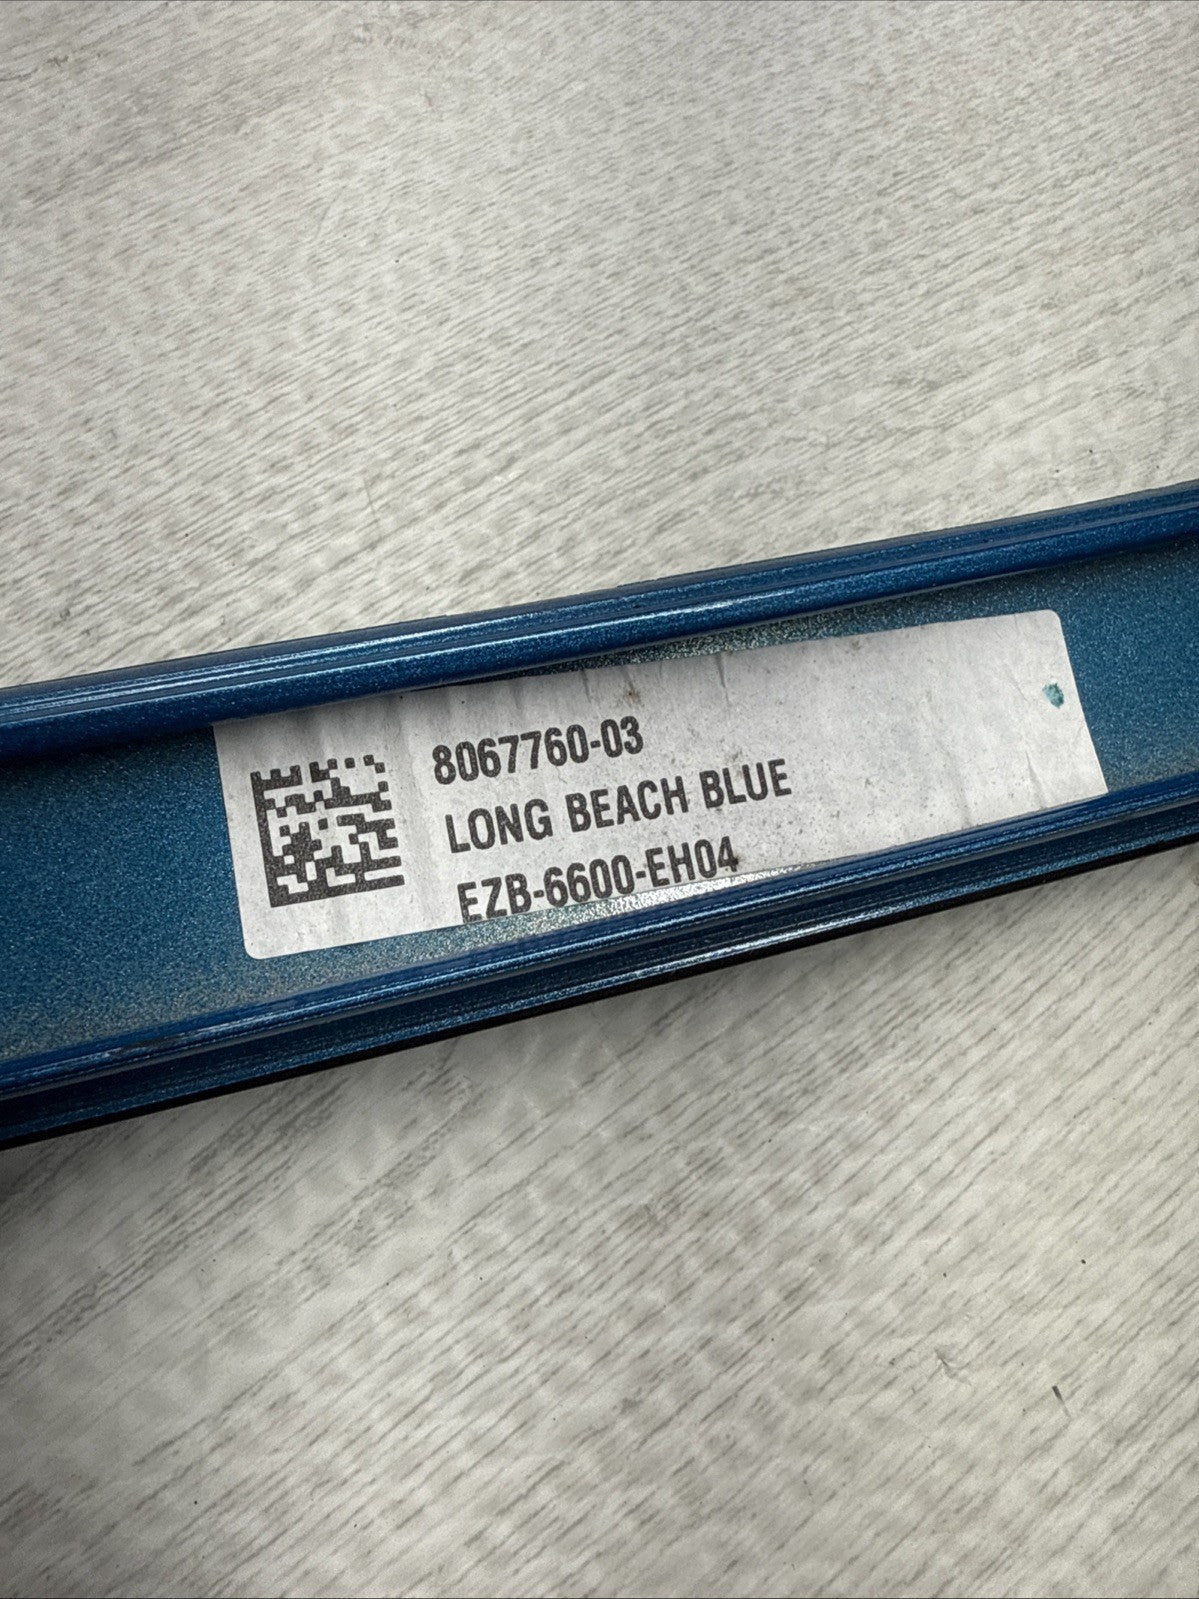 8067760-03
LONG BEACH BLUE
EZB-6600-EH04